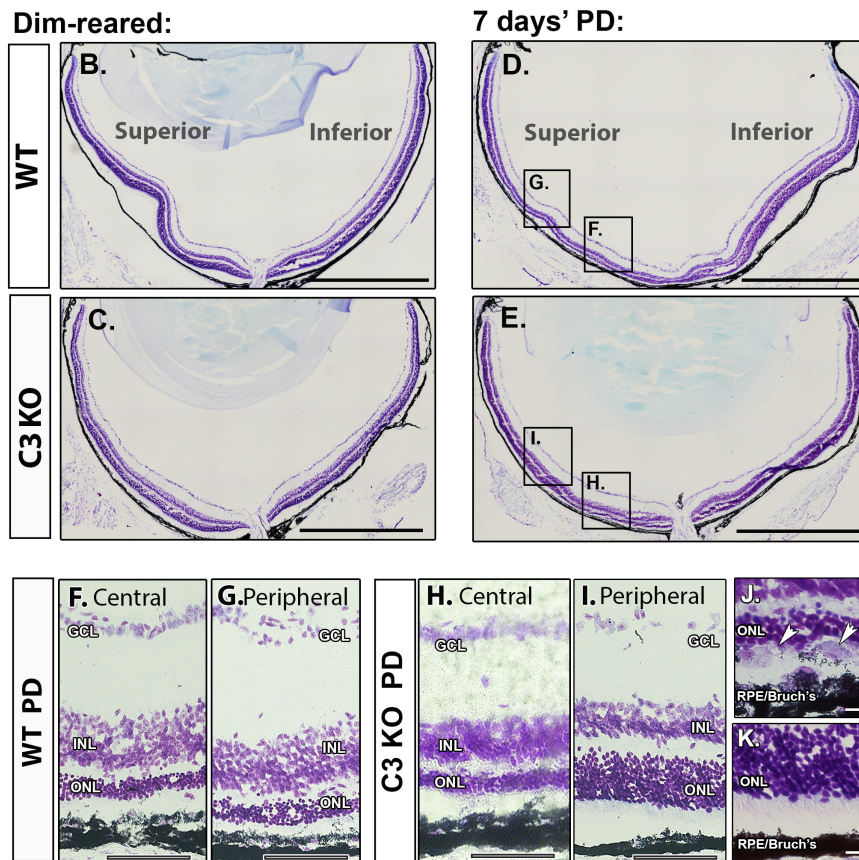 Dim-reared:
7 days’ PD:
WT
B.
Superior
Inferior
D.
Superior
Inferior
G.
F.
C3 KO
C.
E.
I.
H.
WT PD
F. Central
GCL
INL
ONL
G. Peripheral
GCL
INL
ONL
C3 KO PD
H. Central
GCL
INL
ONL
I. Peripheral
GCL
INL
ONL
J.
ONL
RPE/Bruch’s
K.
ONL
RPE/Bruch’s